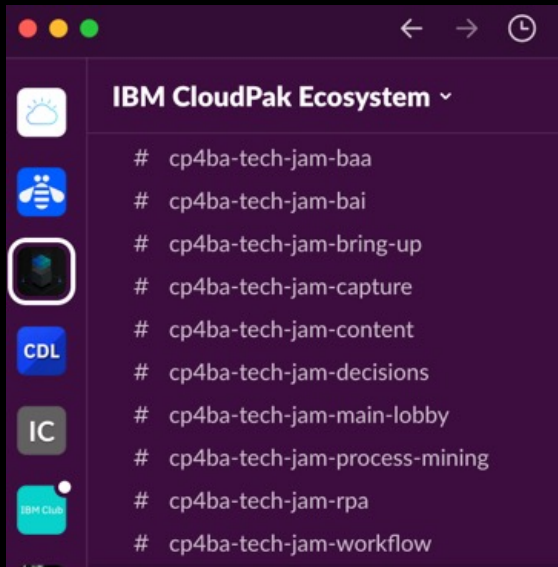 IBM CloudPak Ecosystem
# cp4ba-tech-jam-baa
# cp4ba-tech-jam-bai
# cp4ba-tech-jam-bring-up
# cp4ba-tech-jam-capture
# cp4ba-tech-jam-content
CDL
# cp4ba-tech-jam-decisions
# cp4ba-tech-jam-main-lobby
IC
# cp4ba-tech-jam-process-mining
# cp4ba-tech-jam-rpa
IBM Club
# cp4ba-tech-jam-workflow